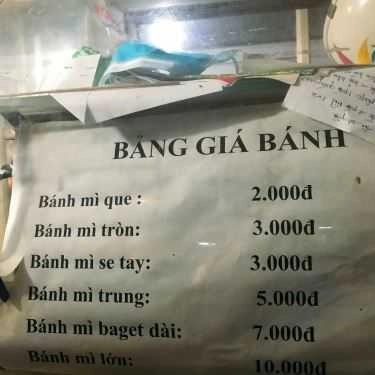 BẢNG GIÁ BÁNH
Bánh mì que : 2.000đ
Bánh mì tròn: 3.000đ
Bánh mì se tay: 3.000đ
Bánh mì trung: 5.000đ
Bánh mì baget dài: 7.000đ
Bánh mì lớn: 10.000đ